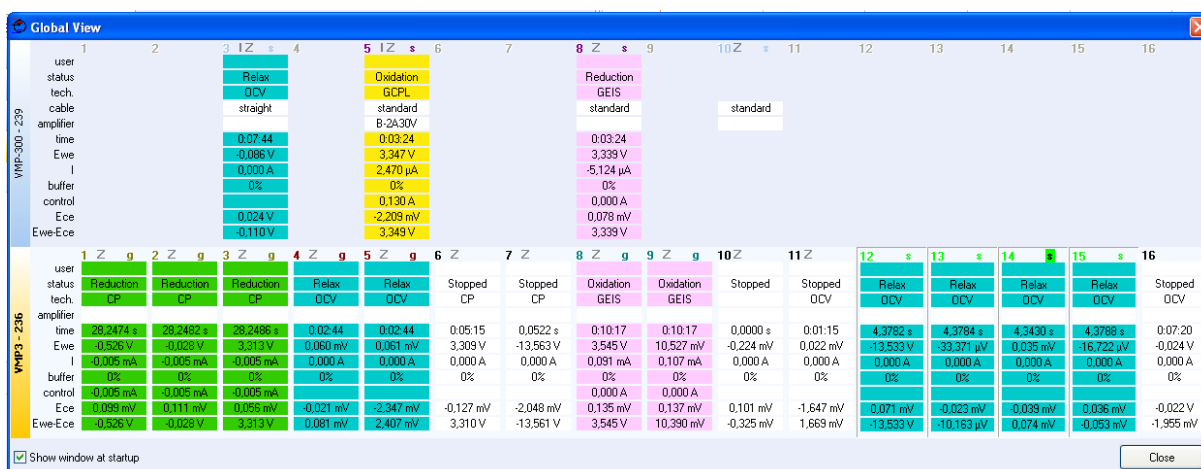 Global View
1 2 3 IZ s 4 5 IZ s 6 7 8 Z s 9 10 Z s 11 12 13 14 15 16
user
status Relax Oxidation Reduction
tech. OCV GCPL GEIS
cable straight standard standard standard
amplifier B-2A30V
time 0:07:44 0:03:24 0:03:24
Ewe -0,086 V 3,347 V 3,339 V
I 0,000 A 2,470 µA -5,124 µA
buffer 0% 0% 0%
control 0,130 A 0,000 A
Ece 0,024 V -2,209 mV 0,078 mV
Ewe-Ece -0,110 V 3,349 V 3,339 V
VMP-300 - 239
1 Z g 2 Z g 3 Z g 4 Z g 5 Z g 6 Z 7 Z 8 Z g 9 Z g 10 Z 11 Z 12 s 13 s 14 s 15 s 16
user
status Reduction Reduction Reduction Relax Relax Stopped Stopped Oxidation Oxidation Stopped Stopped Relax Relax Relax Relax Stopped
tech. CP CP CP OCV OCV CP CP GEIS GEIS OCV OCV OCV OCV OCV OCV
amplifier
time 28,2474 s 28,2482 s 28,2486 s 0:02:44 0:02:44 0:05:15 0,0522 s 0:10:17 0:10:17 0,0000 s 0:01:15 4,3782 s 4,3784 s 4,3430 s 4,3788 s 0:07:20
Ewe -0,526 V -0,028 V 3,313 V 0,060 mV 0,061 mV 3,309 V -13,563 V 3,545 V 10,527 mV -0,224 mV 0,022 mV -13,533 V -33,371 µV 0,035 mV -16,722 µV -0,024 V
I -0,005 mA -0,005 mA -0,005 mA 0,000 A 0,000 A 0,000 A 0,000 A 0,091 mA 0,107 mA 0,000 A 0,000 A 0,000 A 0,000 A 0,000 A 0,000 A 0,000 A
buffer 0% 0% 0% 0% 0% 0% 0% 0% 0% 0% 0% 0% 0% 0% 0% 0%
control -0,005 mA -0,005 mA -0,005 mA 0,000 A 0,000 A
Ece 0,099 mV 0,111 mV 0,056 mV -0,021 mV -2,347 mV -0,127 mV -2,048 mV 0,135 mV 0,137 mV 0,101 mV -1,647 mV 0,071 mV -0,023 mV -0,039 mV 0,036 mV -0,022 V
Ewe-Ece -0,526 V -0,028 V 3,313 V 0,081 mV 2,407 mV 3,310 V -13,561 V 3,545 V 10,390 mV -0,325 mV 1,669 mV -13,533 V -10,163 µV 0,074 mV -0,053 mV -1,955 mV
VMP3 - 236
Show window at startup
Close